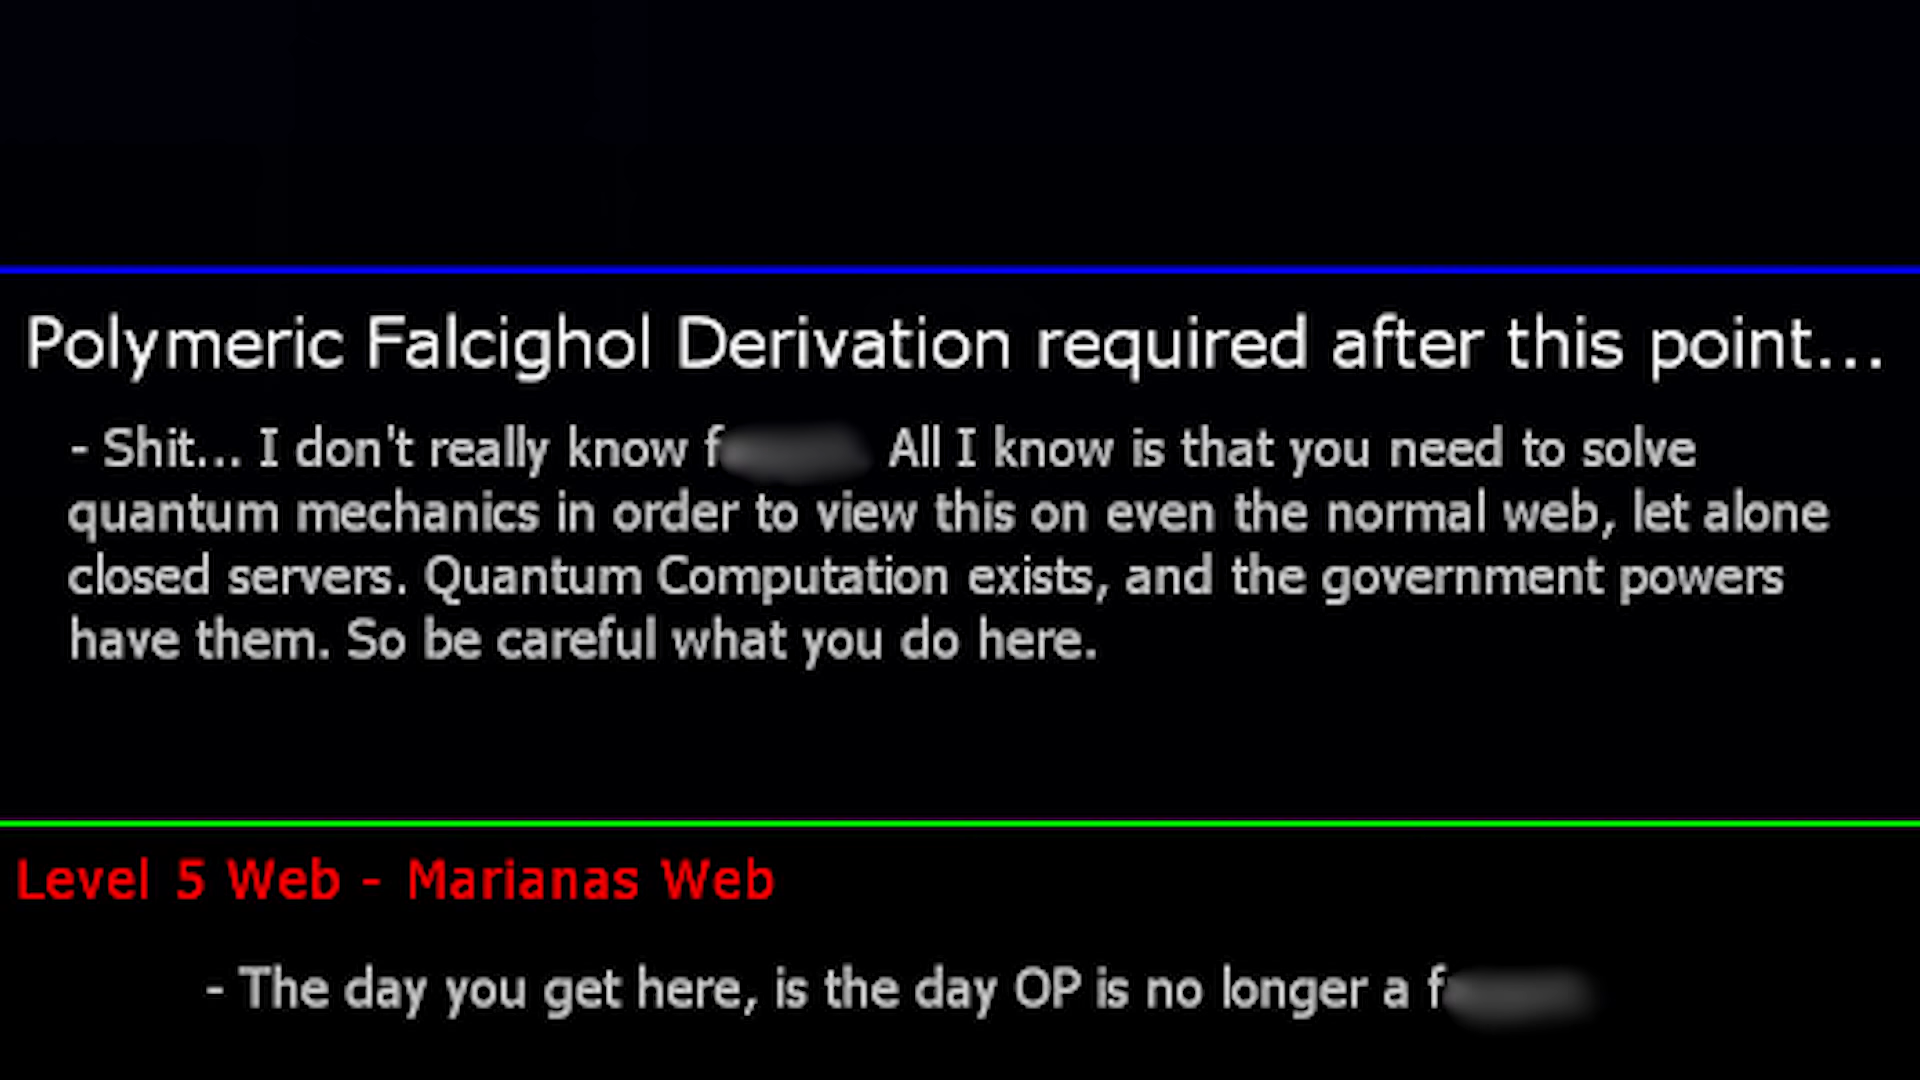 Polymeric Falcighol Derivation required after this point...
- Shit... I don't really know f All I know is that you need to solve
quantum mechanics in order to view this on even the normal web, let alone
closed servers. Quantum Computation exists, and the government powers
have them. So be careful what you do here.
Level 5 Web - Marianas Web
- The day you get here, is the day OP is no longer a f